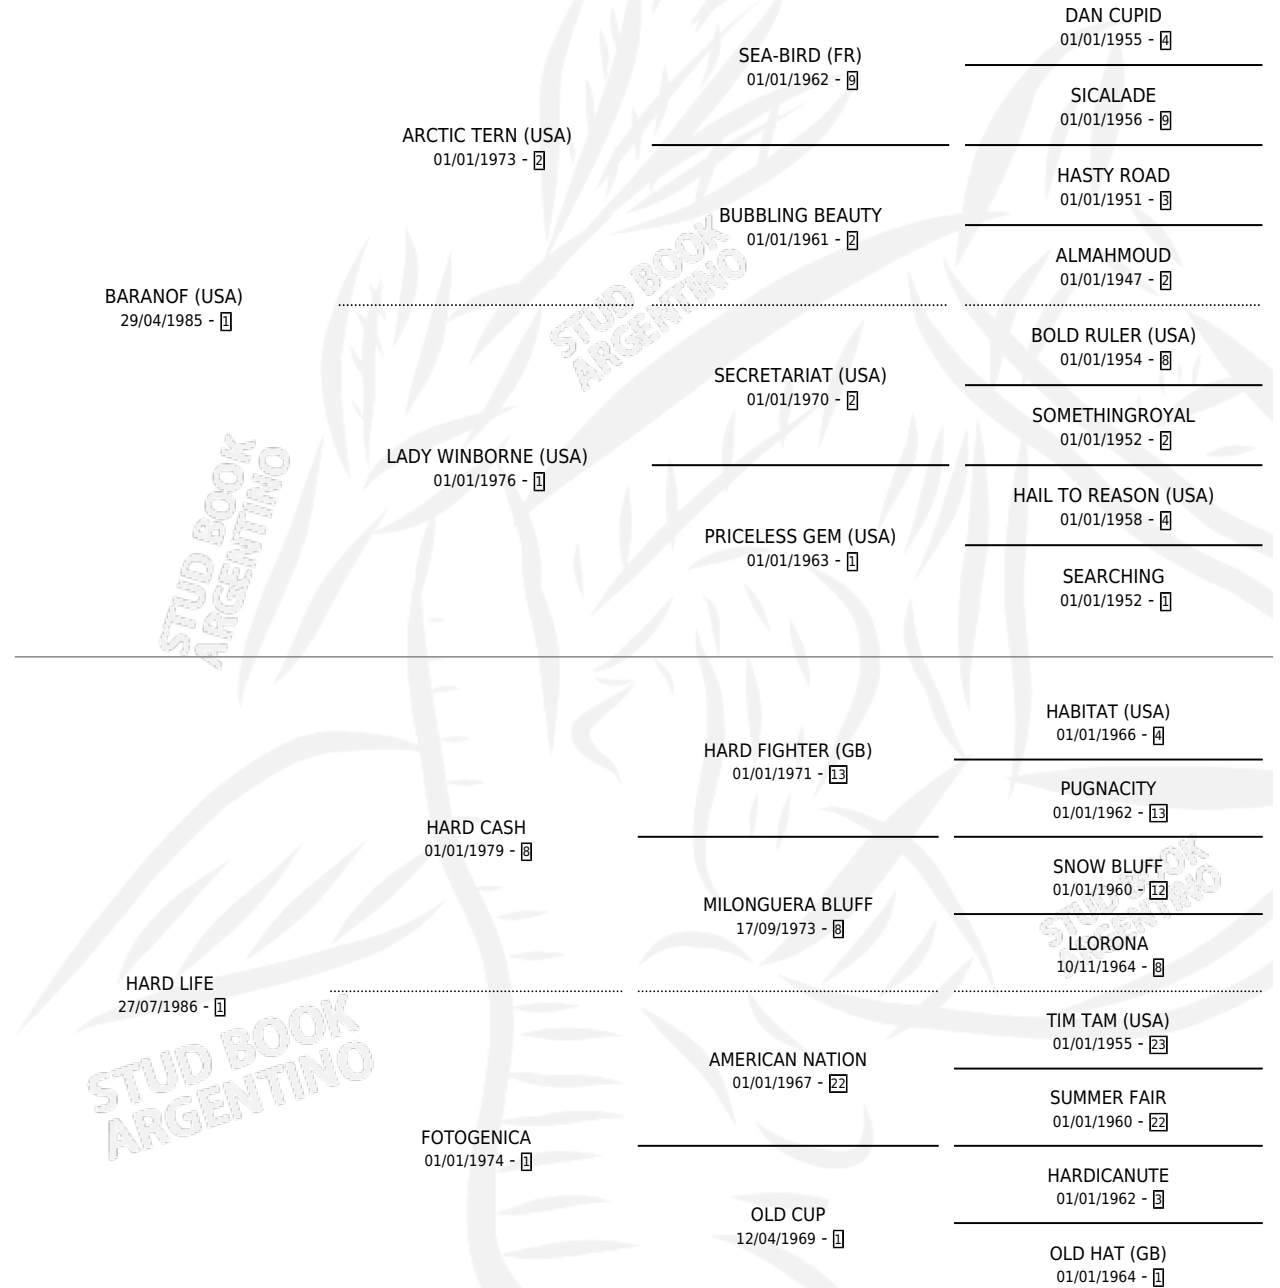 DAN CUPID
01/01/1955 - 4
SEA-BIRD (FR)
01/01/1962 - 9
SICALADE
01/01/1956 - 9
ARCTIC TERN (USA)
01/01/1973 - 2
HASTY ROAD
01/01/1951 - 3
BUBBLING BEAUTY
01/01/1961 - 2
ALMAHMOUD
01/01/1947 - 2
BARANOF (USA)
29/04/1985 - 1
BOLD RULER (USA)
01/01/1954 - 8
SECRETARIAT (USA)
01/01/1970 - 2
SOMETHINGROYAL
01/01/1952 - 2
LADY WINBORNE (USA)
01/01/1976 - 1
HAIL TO REASON (USA)
01/01/1958 - 4
PRICELESS GEM (USA)
01/01/1963 - 1
SEARCHING
01/01/1952 - 1
HABITAT (USA)
01/01/1966 - 4
HARD FIGHTER (GB)
01/01/1971 - 13
PUGNACITY
01/01/1962 - 13
HARD CASH
01/01/1979 - 8
SNOW BLUFF
01/01/1960 - 12
MILONGUERA BLUFF
17/09/1973 - 8
LLORONA
10/11/1964 - 8
HARD LIFE
27/07/1986 - 1
TIM TAM (USA)
01/01/1955 - 23
AMERICAN NATION
01/01/1967 - 22
SUMMER FAIR
01/01/1960 - 22
FOTOGENICA
01/01/1974 - 1
HARDICANUTE
01/01/1962 - 3
OLD CUP
12/04/1969 - 1
OLD HAT (GB)
01/01/1964 - 1
STUD BOOK
ARGENTINO
STUD BOOK
ARGENTINO
STUD BOOK
ARGENTINO
STUD BOOK
ARGENTINO